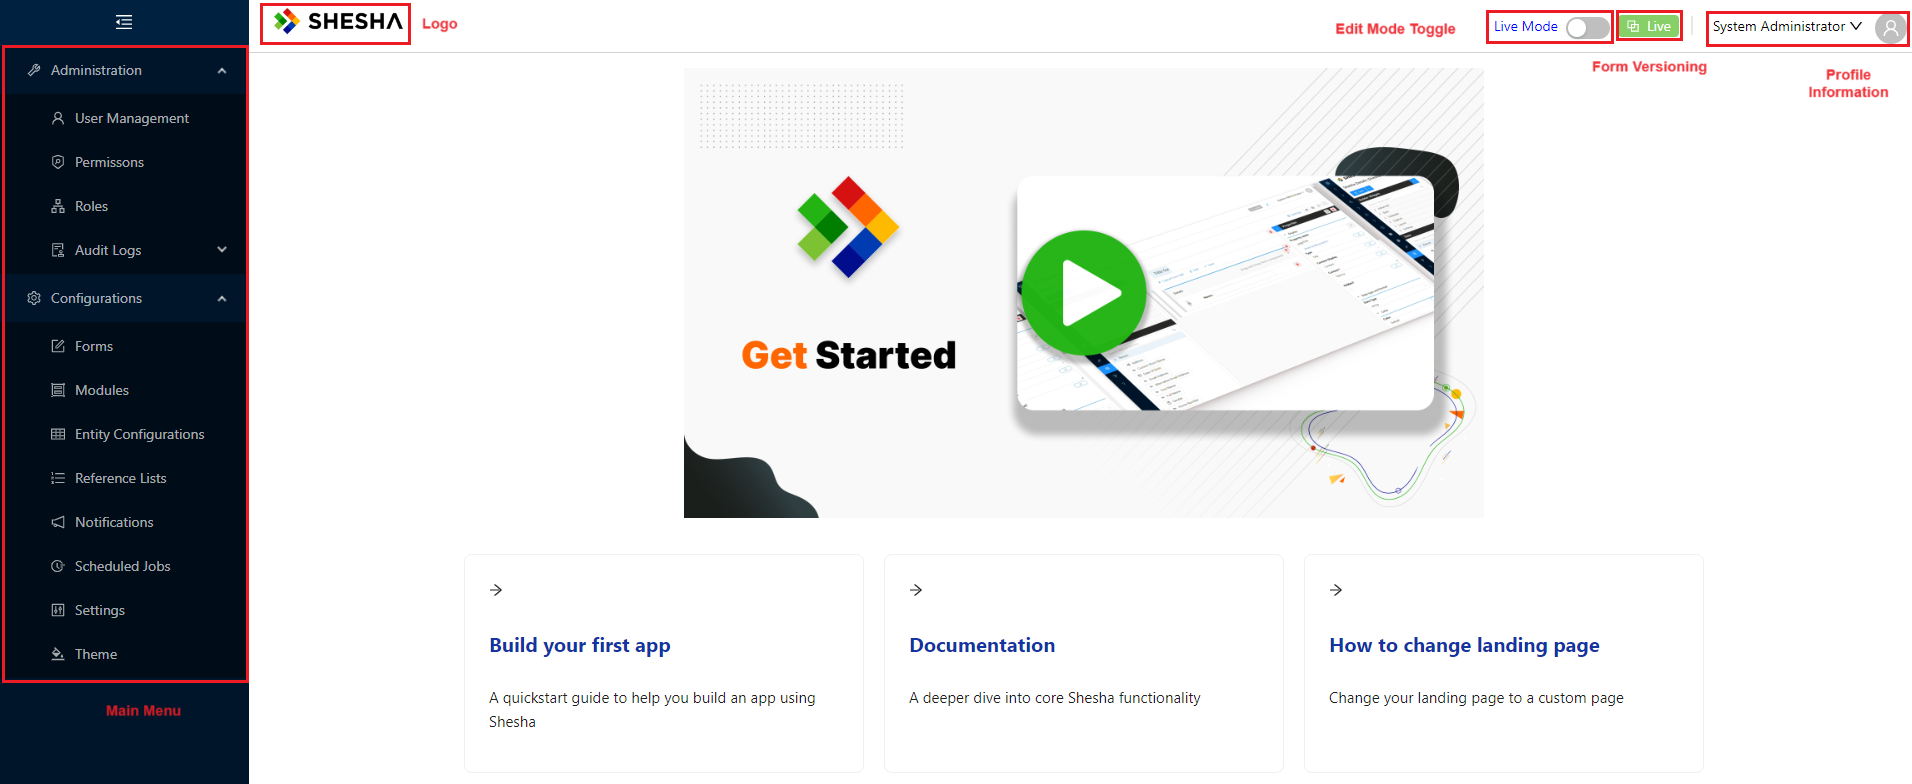 SHESHA
Logo
Edit Mode Toggle
Live Mode
Live
System Administrator
Form Versioning
Profile
Information
Administration
User Management
Permissons
Roles
Audit Logs
Configurations
Forms
Modules
Entity Configurations
Reference Lists
Notifications
Scheduled Jobs
Settings
Theme
Main Menu
Get Started
Build your first app
A quickstart guide to help you build an app using
Shesha
Documentation
A deeper dive into core Shesha functionality
How to change landing page
Change your landing page to a custom page